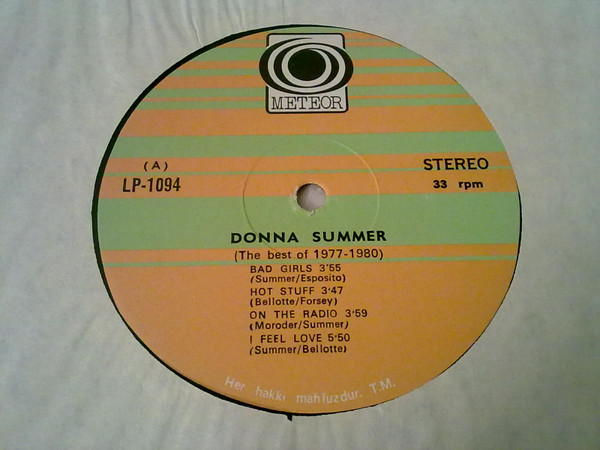 METEOR
(A)
LP-1094
STEREO
33 rpm
DONNA SUMMER
(The best of 1977-1980)
BAD GIRLS 3'55
(Summer/Esposito)
HOT STUFF 3'47
(Bellotte/Forsey)
ON THE RADIO 3'59
(Moroder/Summer)
I FEEL LOVE 5'50
(Summer/Bellotte)
Her hakkı mahfuzdur. T.M.